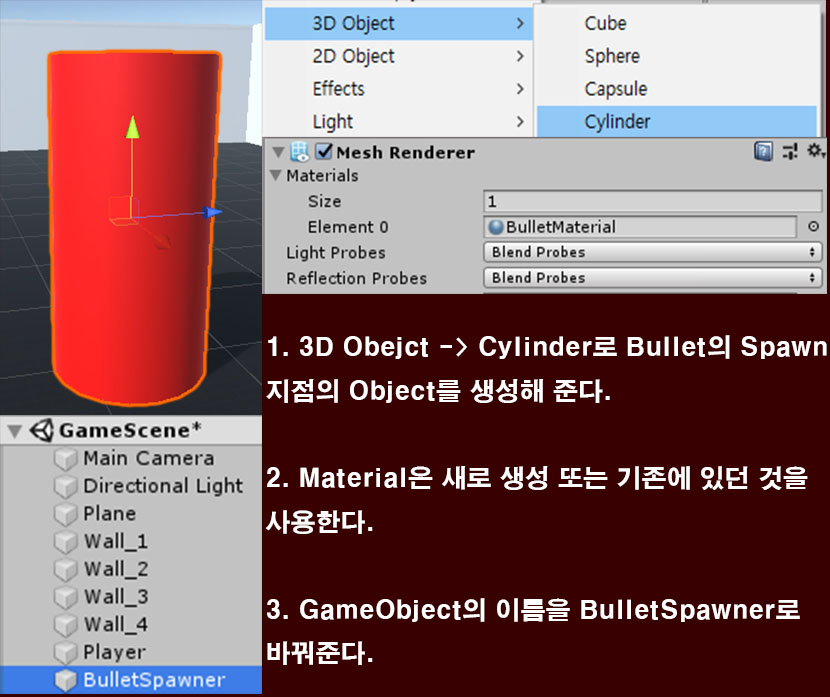 3D Object > Cube
2D Object > Sphere
Effects > Capsule
Light > Cylinder
Mesh Renderer
Materials
Size 1
Element 0 BulletMaterial
Light Probes Blend Probes
Reflection Probes Blend Probes
1. 3D Obejct -> Cylinder로 Bullet의 Spawn
지점의 Object를 생성해 준다.
2. Material은 새로 생성 또는 기존에 있던 것을
사용한다.
3. GameObject의 이틈을 BulletSpawner로
바꿔준다.
GameScene*
Main Camera
Directional Light
Plane
Wall_1
Wall_2
Wall_3
Wall_4
Player
BulletSpawner